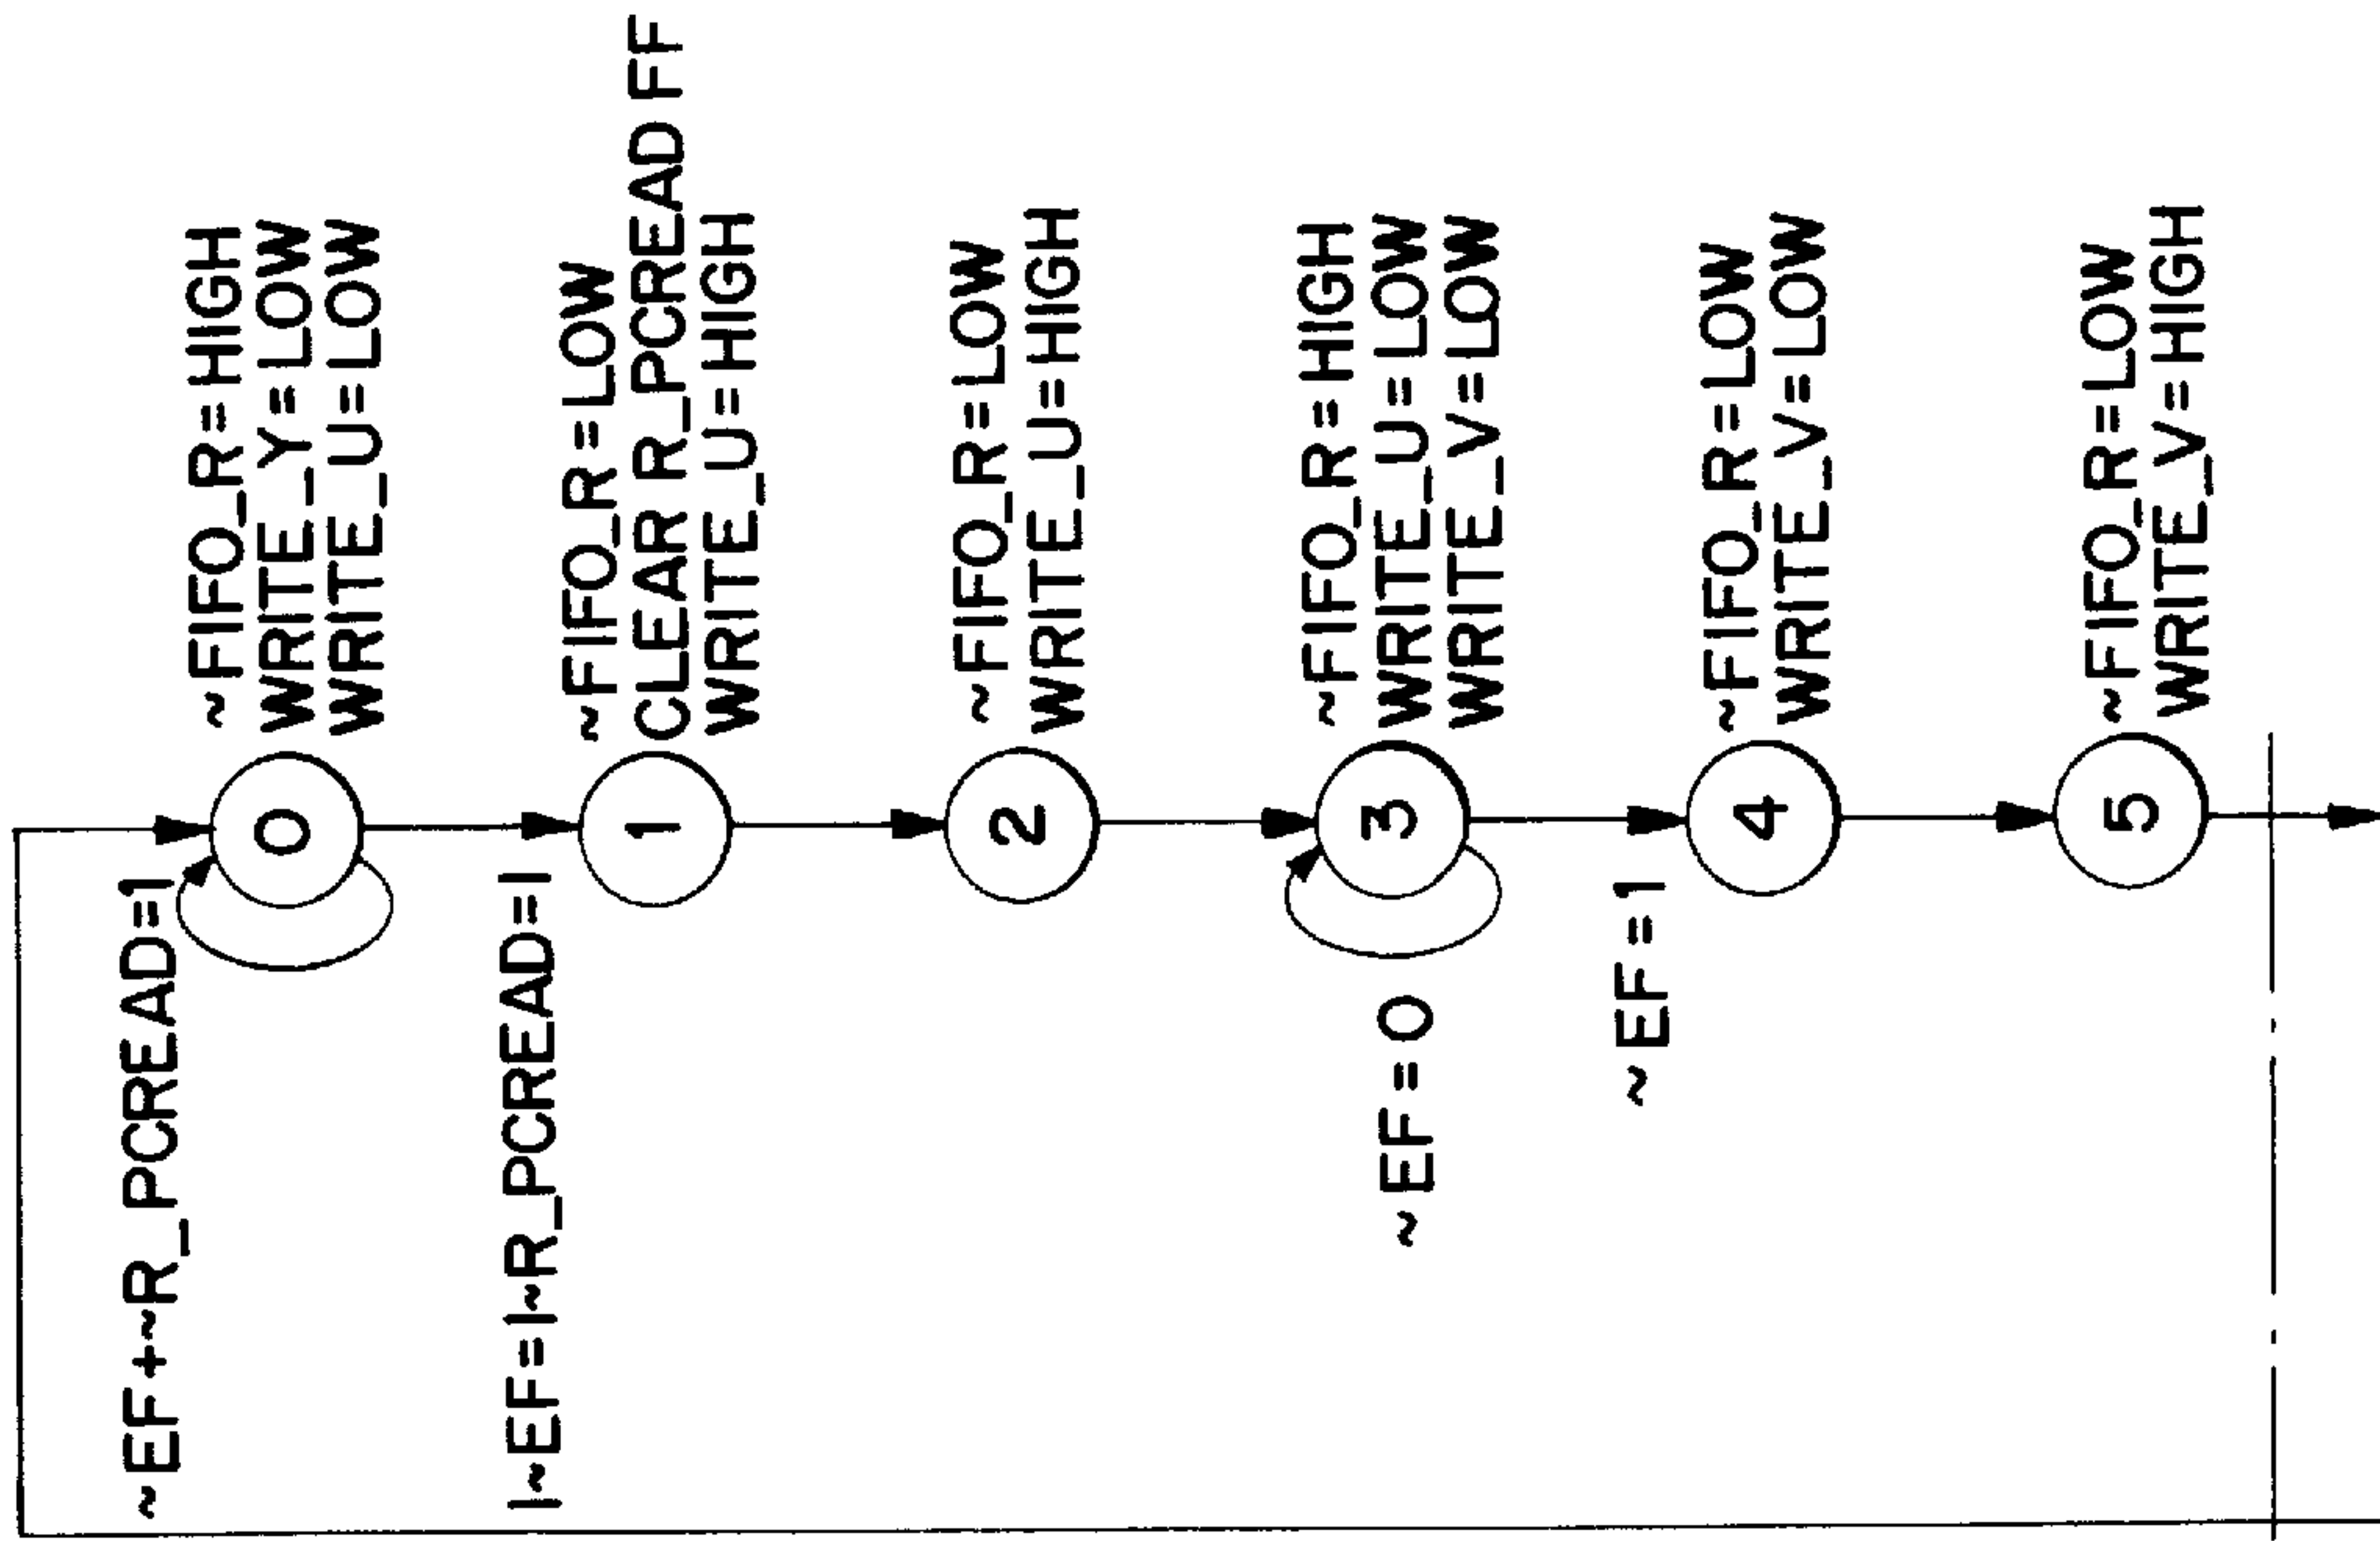 ~EF+~R_PCREAD=1
0
~FIFO_R=HIGH
WRITE_Y=LOW
WRITE_U=LOW
|~EF=|~R_PCREAD=|
1
~FIFO_R=LOW
CLEAR R_PCREAD FF
WRITE_U=HIGH
2
~FIFO_R=LOW
WRITE_U=HIGH
~EF=0
3
~FIFO_R=HIGH
WRITE_U=LOW
WRITE_V=LOW
~EF=1
4
~FIFO_R=LOW
WRITE_V=LOW
5
~FIFO_R=LOW
WRITE_V=HIGH